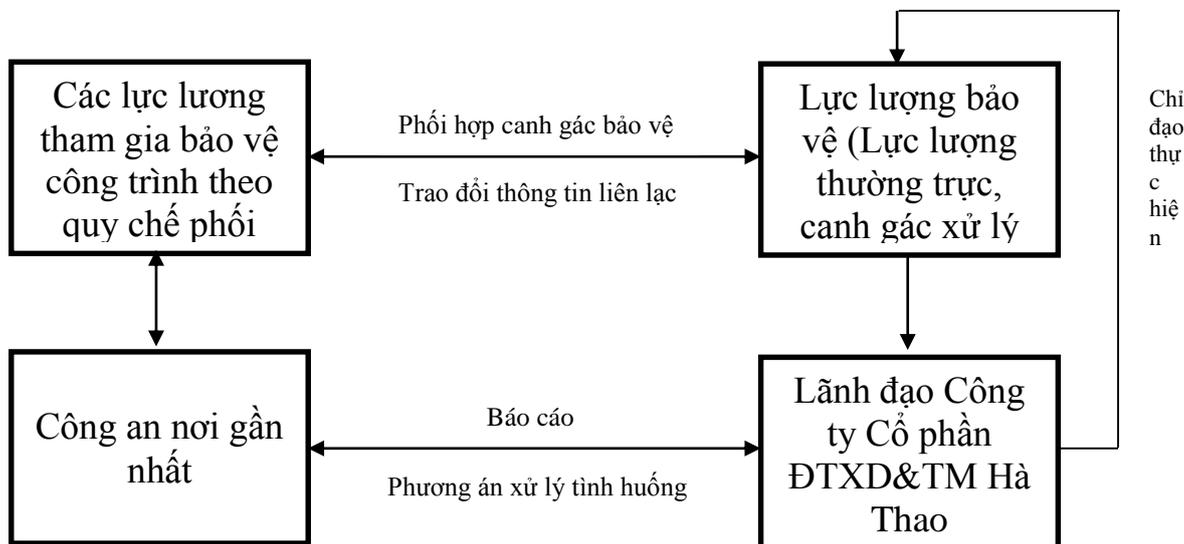 Các lực lương
tham gia bảo vệ
công trình theo
quy chế phối
Phối hợp canh gác bảo vệ
Trao đổi thông tin liên lạc
Lực lượng bảo
vệ (Lực lượng
thường trực,
canh gác xử lý
Chỉ
đạo
thự
c
hiệ
n
Công an nơi gần
nhất
Báo cáo
Phương án xử lý tình huống
Lãnh đạo Công
ty Cổ phần
ĐTXD&TM Hà
Thao